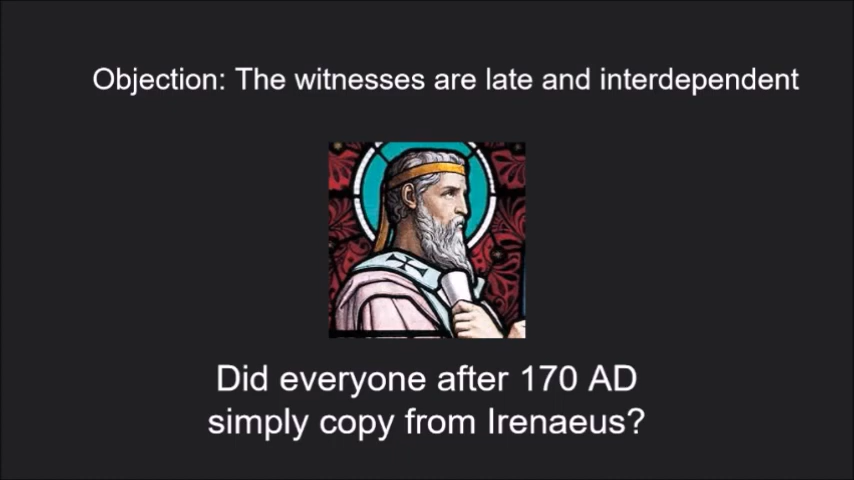 Objection: The witnesses are late and interdependent
Did everyone after 170 AD
simply copy from Irenaeus?